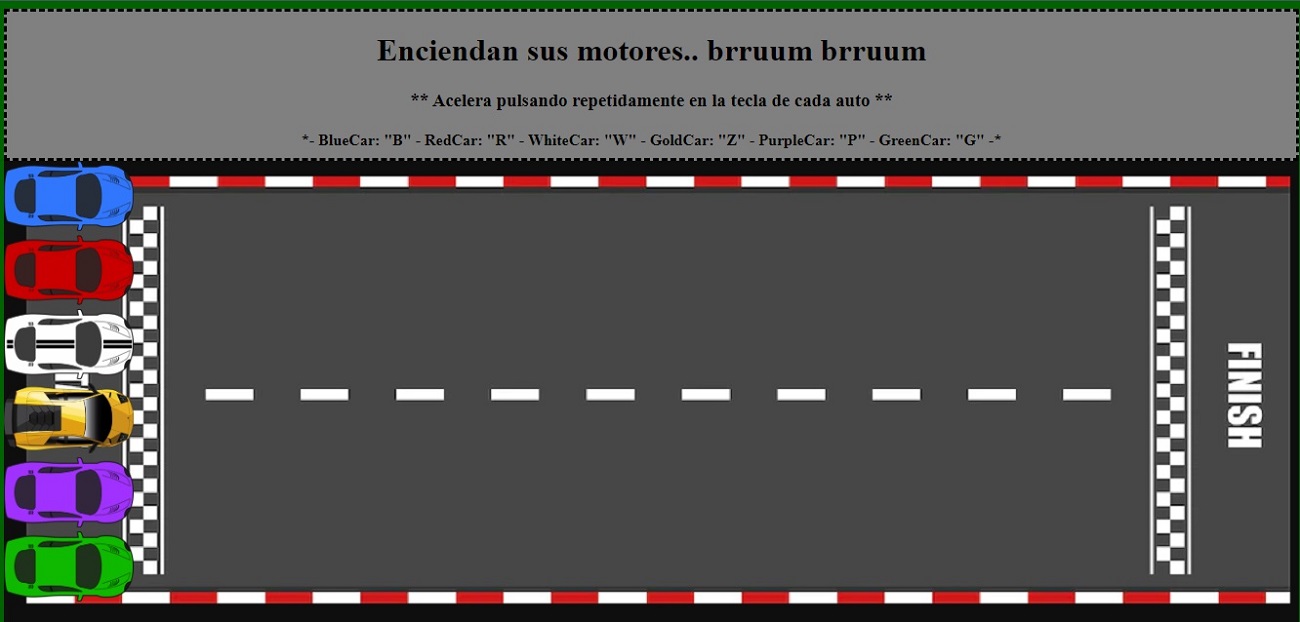 Enciendan sus motores.. brruum brruum
** Acelera pulsando repetidamente en la tecla de cada auto **
*- BlueCar: "B" - RedCar: "R" - WhiteCar: "W" - GoldCar: "Z" - PurpleCar: "P" - GreenCar: "G" -*
FINISH